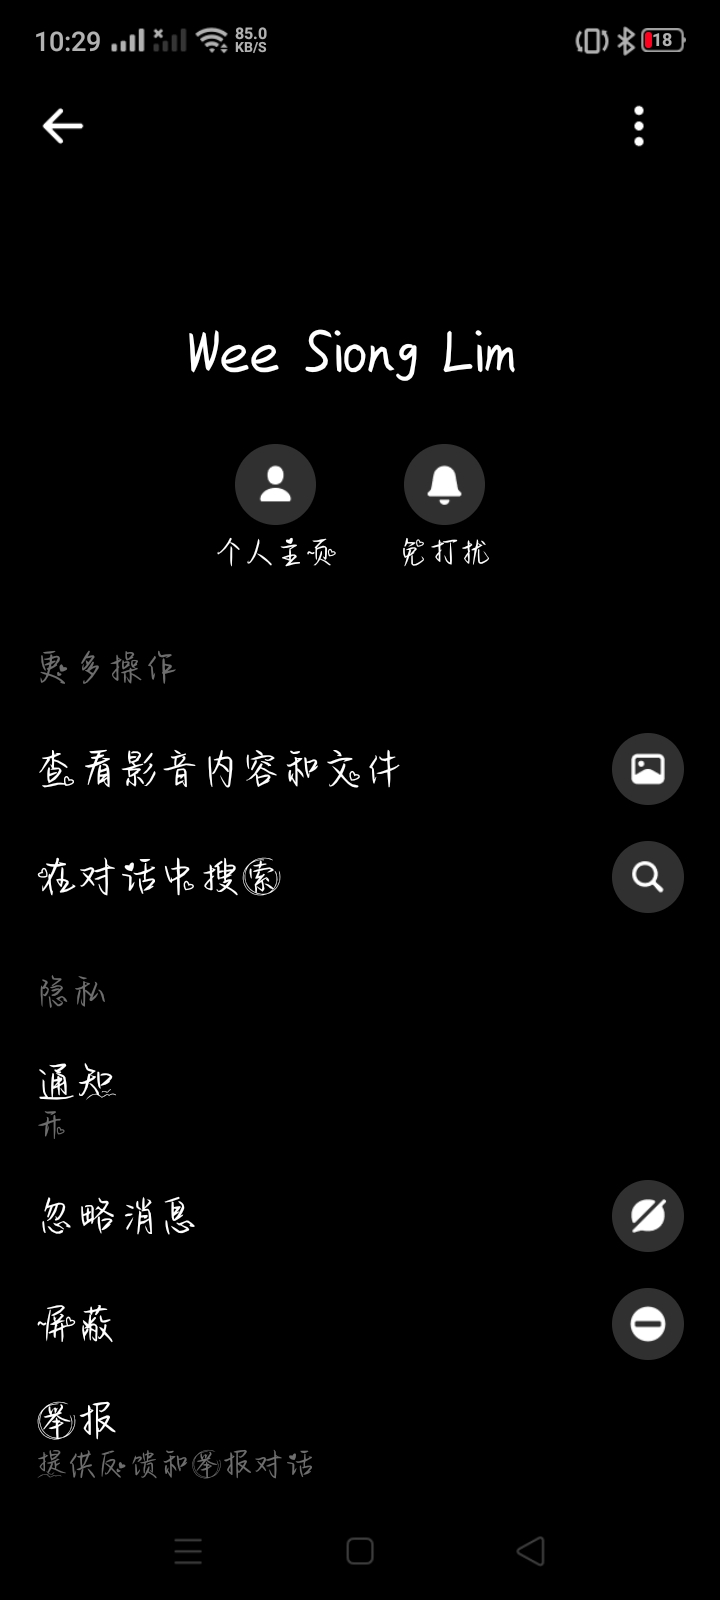 10:29 85.0 KB/S 18
Wee Siong Lim
个人主页 免打扰
更多操作
查看影音内容和文件
在对话中搜索
隐私
通知
开
忽略消息
屏蔽
举报
提供反馈和举报对话